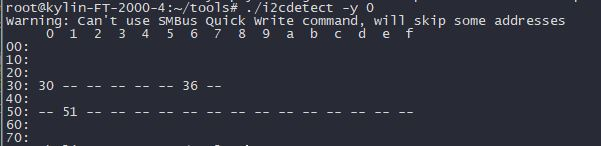 root@kylin-FT-2000-4:~/tools# ./i2cdetect -y 0
Warning: Can't use SMBus Quick Write command, will skip some addresses
     0  1  2  3  4  5  6  7  8  9  a  b  c  d  e  f
00:
10:
20:
30: 30 -- -- -- -- -- 36 --
40:
50: -- 51 -- -- -- -- -- -- -- -- -- -- -- -- -- --
60:
70: